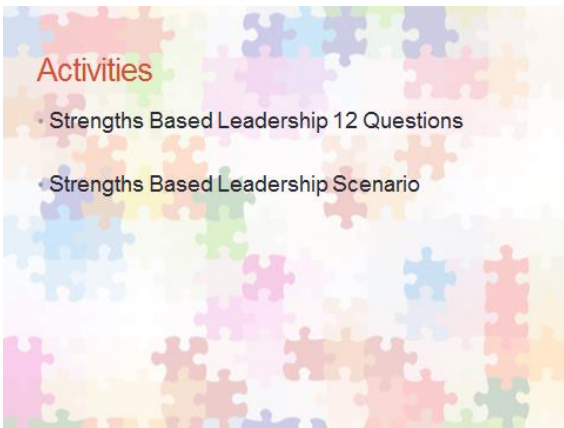 Activities
• Strengths Based Leadership 12 Questions
• Strengths Based Leadership Scenario